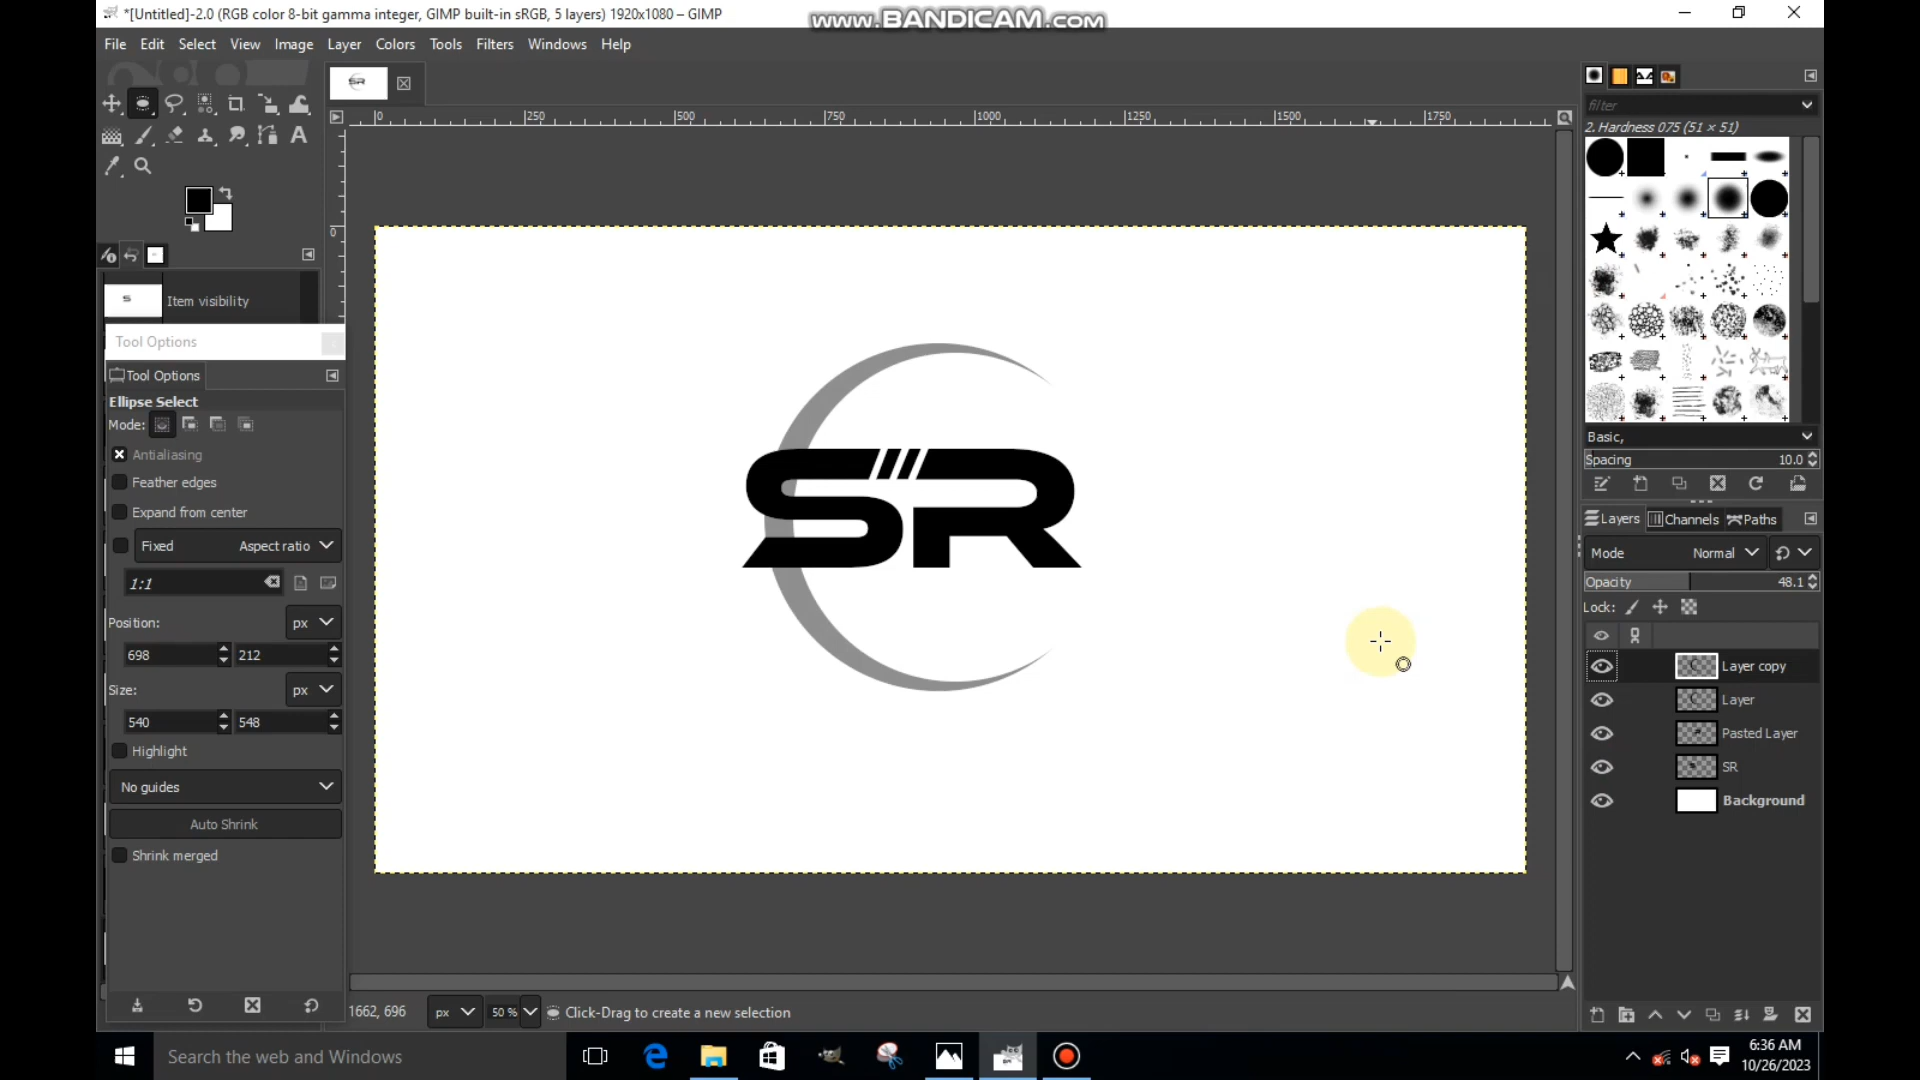 *[Untitled]-2.0 (RGB color 8-bit gamma integer, GIMP built-in sRGB, 5 layers) 1920x1080 – GIMP
www.BANDICAM.com
File Edit Select View Image Layer Colors Tools Filters Windows Help
filter
2. Hardness 075 (51 × 51)
0 250 500 750 1000 1250 1500 1750
0
Item visibility
Tool Options
Tool Options
Ellipse Select
Mode:
Antialiasing
Feather edges
Expand from center
Fixed Aspect ratio
1:1
Position: px
698 212
Size: px
540 548
Highlight
No guides
Auto Shrink
Shrink merged
SR
Basic,
Spacing 10.0
Layers Channels Paths
Mode Normal
Opacity 48.1
Lock:
Layer copy
Layer
Pasted Layer
SR
Background
1662, 696 px 50 % Click-Drag to create a new selection
Search the web and Windows
6:36 AM
10/26/2023